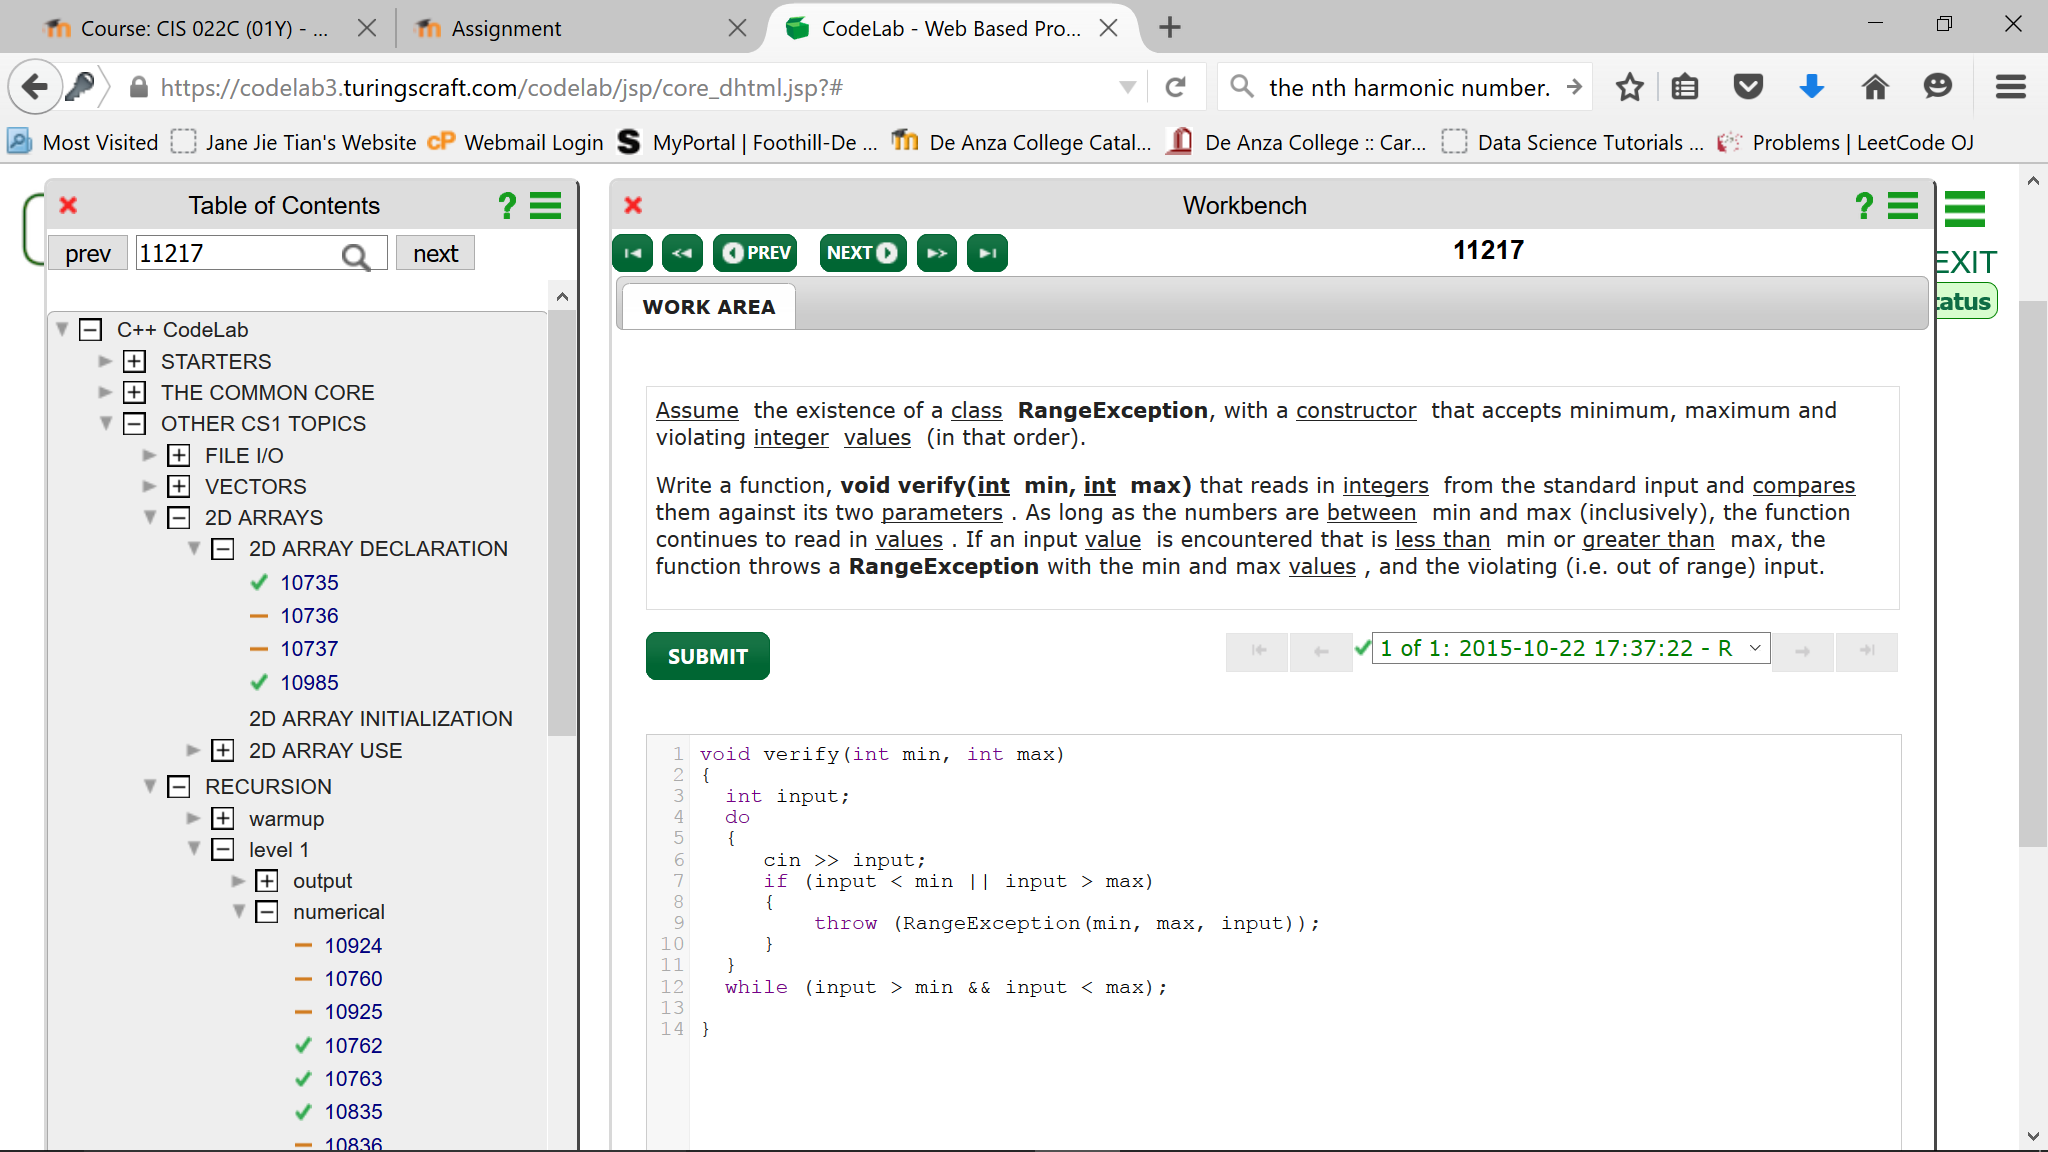 Course: CIS 022C (01Y) - ...
Assignment
CodeLab - Web Based Pro...
https://codelab3.turingscraft.com/codelab/jsp/core_dhtml.jsp?#
the nth harmonic number.
Most Visited
Jane Jie Tian's Website
cP Webmail Login
S MyPortal | Foothill-De ...
De Anza College Catal...
De Anza College :: Car...
Data Science Tutorials ...
Problems | LeetCode OJ
Table of Contents
?
prev
11217
next
C++ CodeLab
STARTERS
THE COMMON CORE
OTHER CS1 TOPICS
FILE I/O
VECTORS
2D ARRAYS
2D ARRAY DECLARATION
10735
10736
10737
10985
2D ARRAY INITIALIZATION
2D ARRAY USE
RECURSION
warmup
level 1
output
numerical
10924
10760
10925
10762
10763
10835
10836
Workbench
?
PREV
NEXT
11217
EXIT
tatus
WORK AREA
Assume the existence of a class RangeException, with a constructor that accepts minimum, maximum and
violating integer values (in that order).
Write a function, void verify(int min, int max) that reads in integers from the standard input and compares
them against its two parameters . As long as the numbers are between min and max (inclusively), the function
continues to read in values . If an input value is encountered that is less than min or greater than max, the
function throws a RangeException with the min and max values , and the violating (i.e. out of range) input.
SUBMIT
1 of 1: 2015-10-22 17:37:22 - R
1 void verify(int min, int max)
2 {
3 int input;
4 do
5 {
6 cin >> input;
7 if (input < min || input > max)
8 {
9 throw (RangeException(min, max, input));
10 }
11 }
12 while (input > min && input < max);
13
14 }